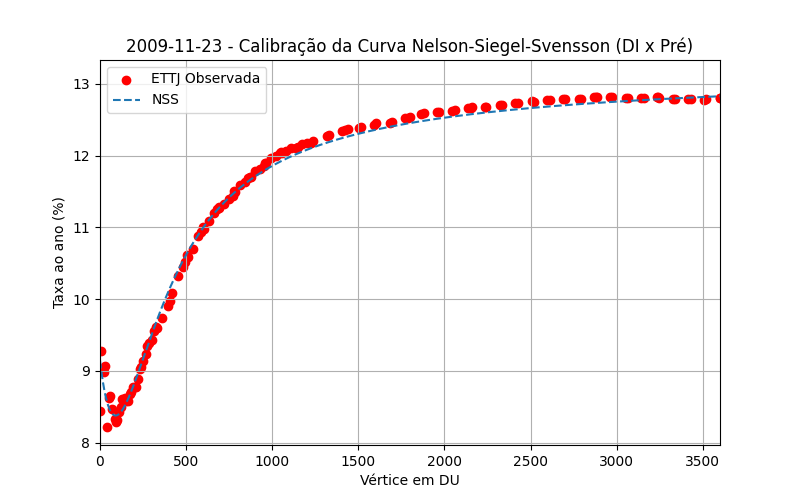 2009-11-23 - Calibração da Curva Nelson-Siegel-Svensson (DI x Pré)
ETTJ Observada
NSS
Taxa ao ano (%)
13
12
11
10
9
8
0 500 1000 1500 2000 2500 3000 3500
Vértice em DU